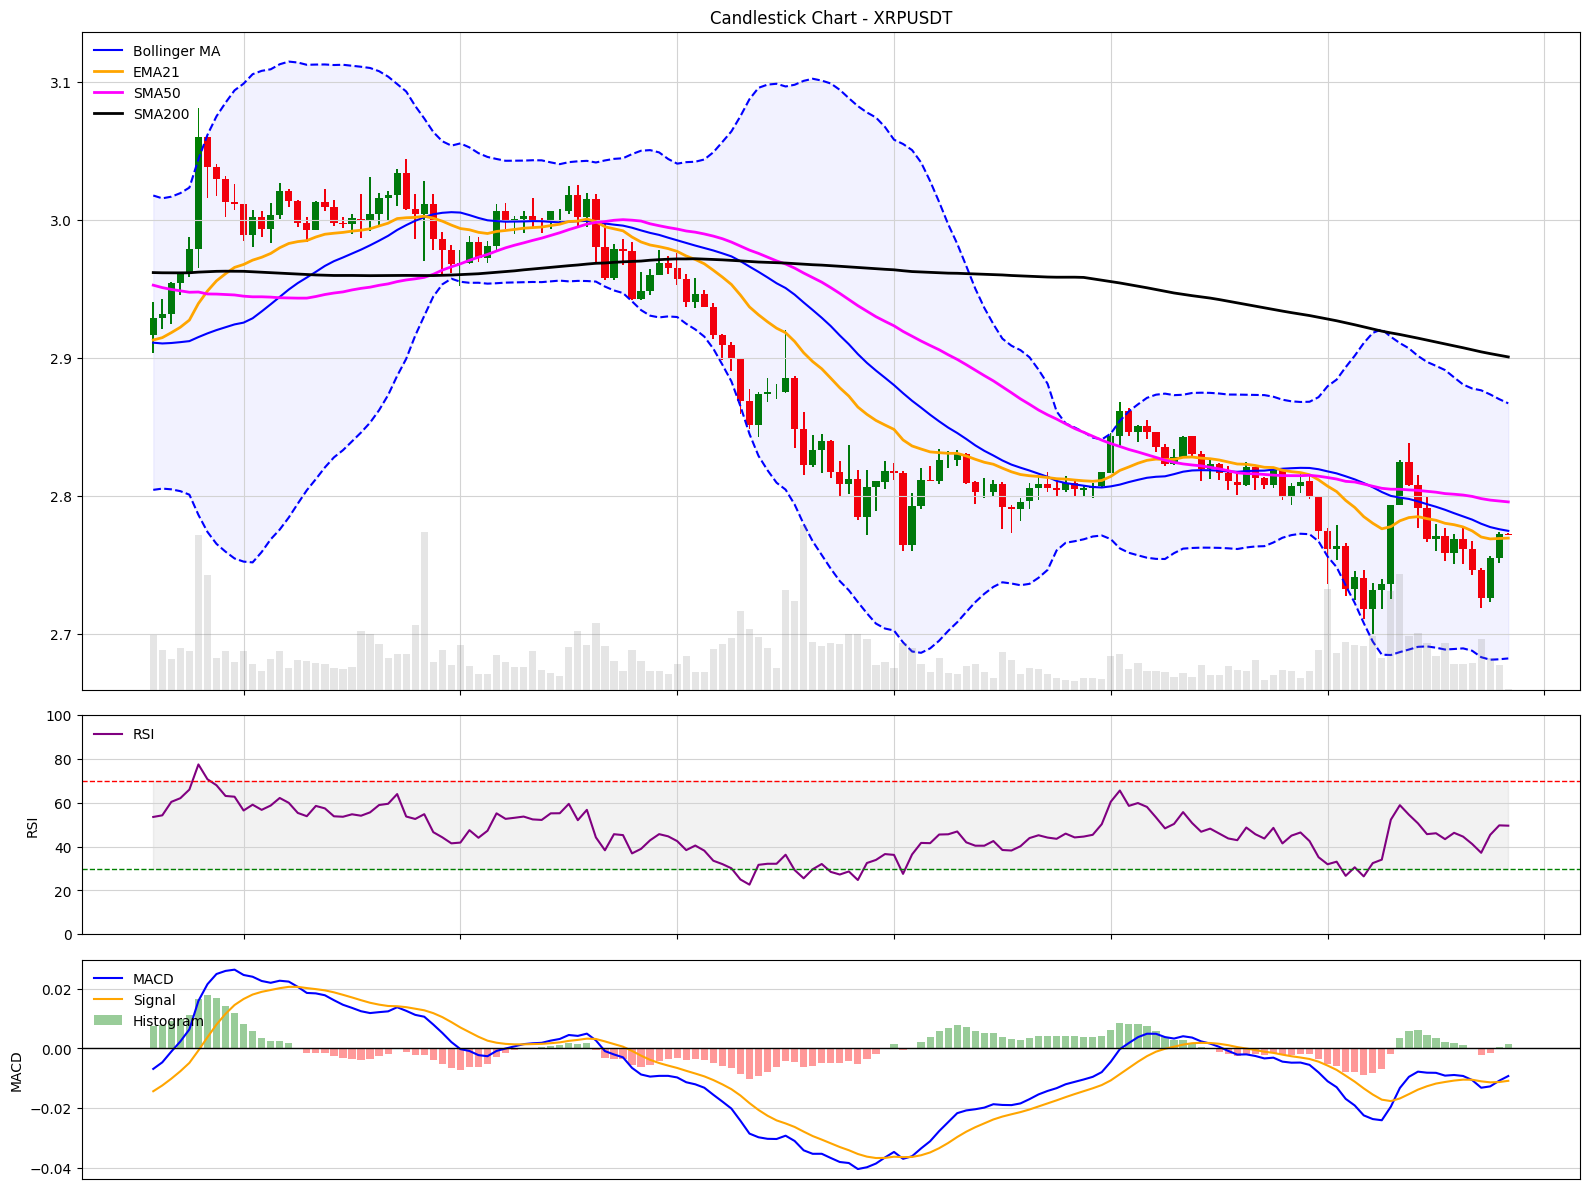 Candlestick Chart - XRPUSDT
Bollinger MA
EMA21
SMA50
SMA200
3.1
3.0
2.9
2.8
2.7
RSI
100
80
60
40
20
0
RSI
MACD
Signal
Histogram
0.02
0.00
−0.02
−0.04
MACD